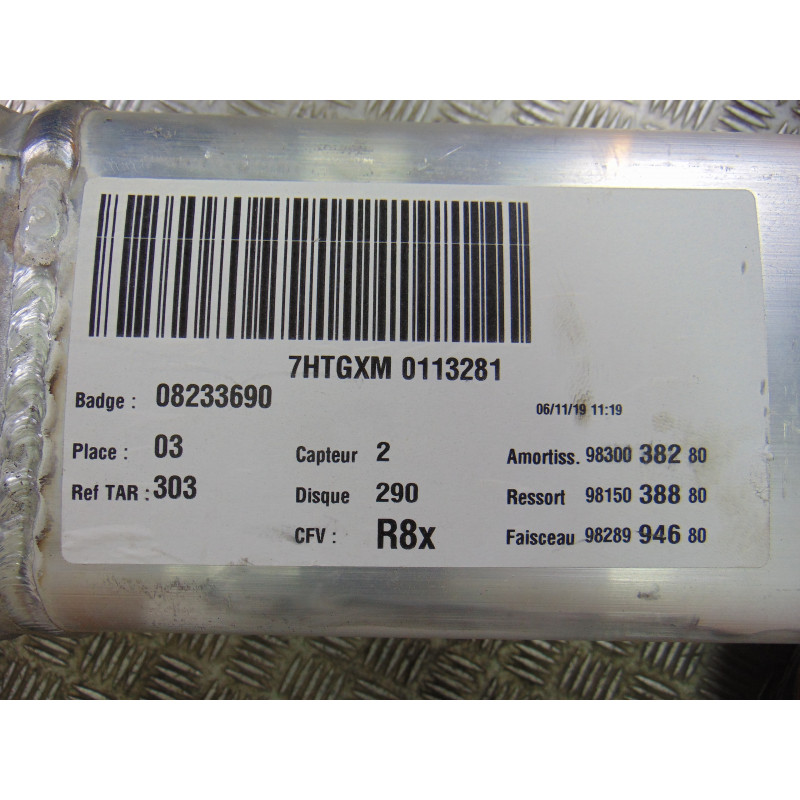 7HTGXM 0113281
Badge : 08233690
06/11/19 11:19
Place : 03 Capteur 2 Amortiss. 98300 382 80
Ref TAR : 303 Disque 290 Ressort 98150 388 80
CFV : R8x Faisceau 98289 946 80